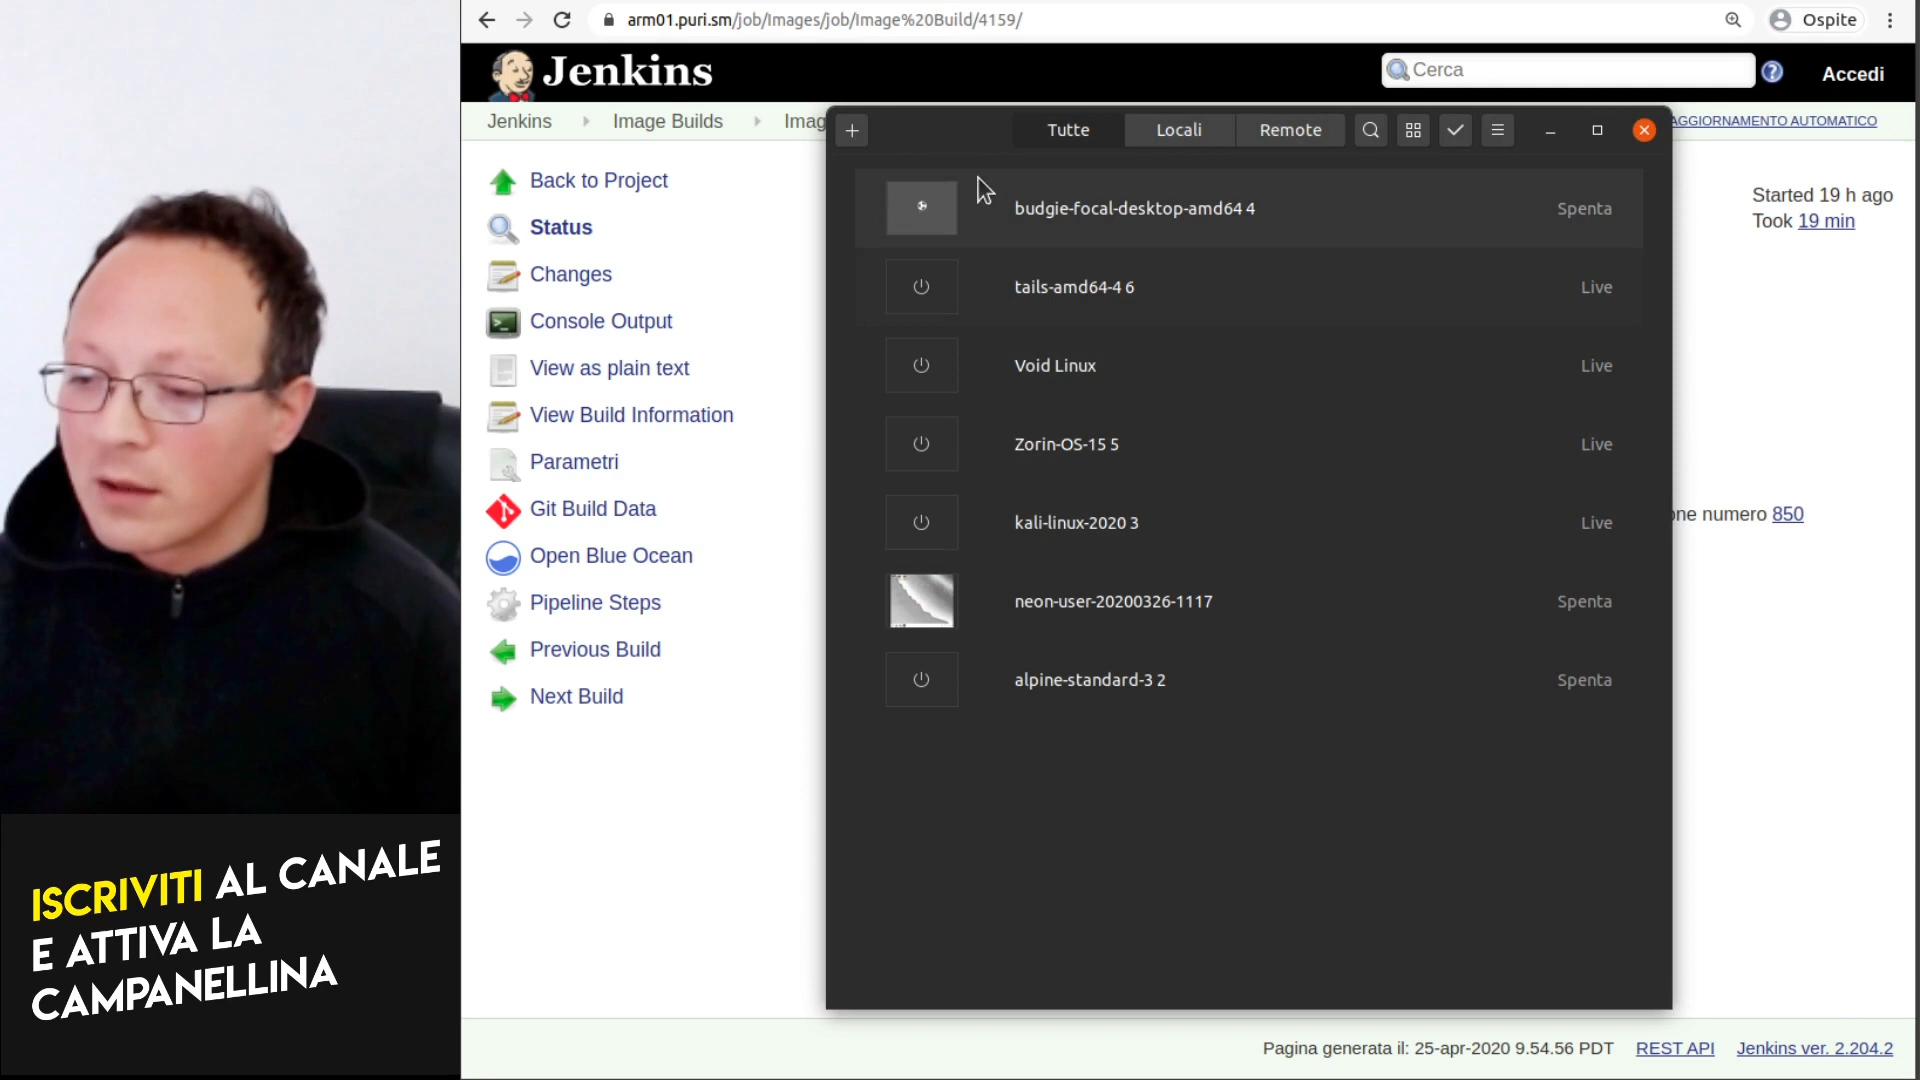 arm01.puri.sm/job/Images/job/Image%20Build/4159/
Ospite
Jenkins
Cerca
Accedi
Jenkins
Image Builds
Imag
AGGIORNAMENTO AUTOMATICO
Tutte
Locali
Remote
Back to Project
Status
Changes
Console Output
View as plain text
View Build Information
Parametri
Git Build Data
Open Blue Ocean
Pipeline Steps
Previous Build
Next Build
budgie-focal-desktop-amd64 4
Spenta
tails-amd64-4 6
Live
Void Linux
Live
Zorin-OS-15 5
Live
kali-linux-2020 3
Live
neon-user-20200326-1117
Spenta
alpine-standard-3 2
Spenta
Started 19 h ago
Took 19 min
one numero 850
ISCRIVITI AL CANALE
E ATTIVA LA
CAMPANELLINA
Pagina generata il: 25-apr-2020 9.54.56 PDT
REST API
Jenkins ver. 2.204.2